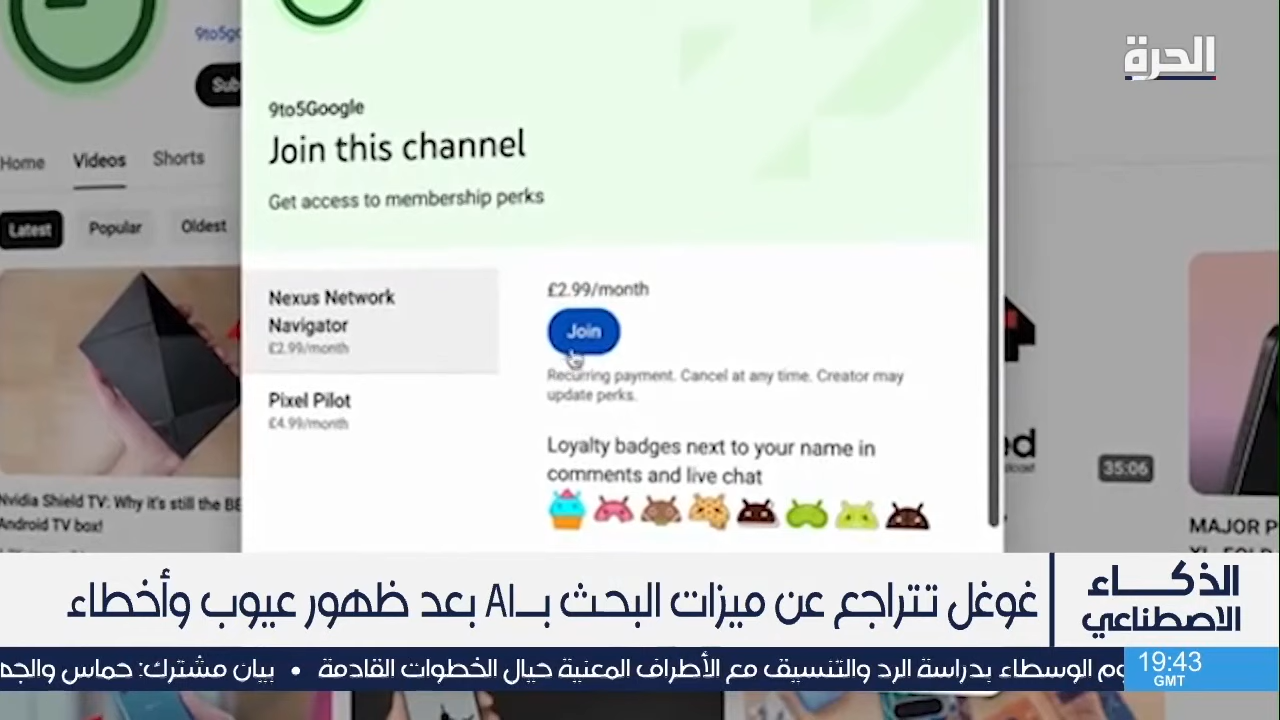 الحرة
9to5go
Sub
Home Videos Shorts
Latest Popular Oldest
Nvidia Shield TV: Why it's still the BE
Android TV box!
9to5Google
Join this channel
Get access to membership perks
Nexus Network
Navigator
£2.99/month
Pixel Pilot
£4.99/month
£2.99/month
Join
Recurring payment. Cancel at any time. Creator may
update perks.
Loyalty badges next to your name in
comments and live chat
35:06
MAJOR P
الذكاء
الاصطناعي
غوغل تتراجع عن ميزات البحث بـAI بعد ظهور عيوب وأخطاء
وم الوسطاء بدراسة الرد والتنسيق مع الأطراف المعنية حيال الخطوات القادمة • بيان مشترك: حماس والجه
19:43
GMT